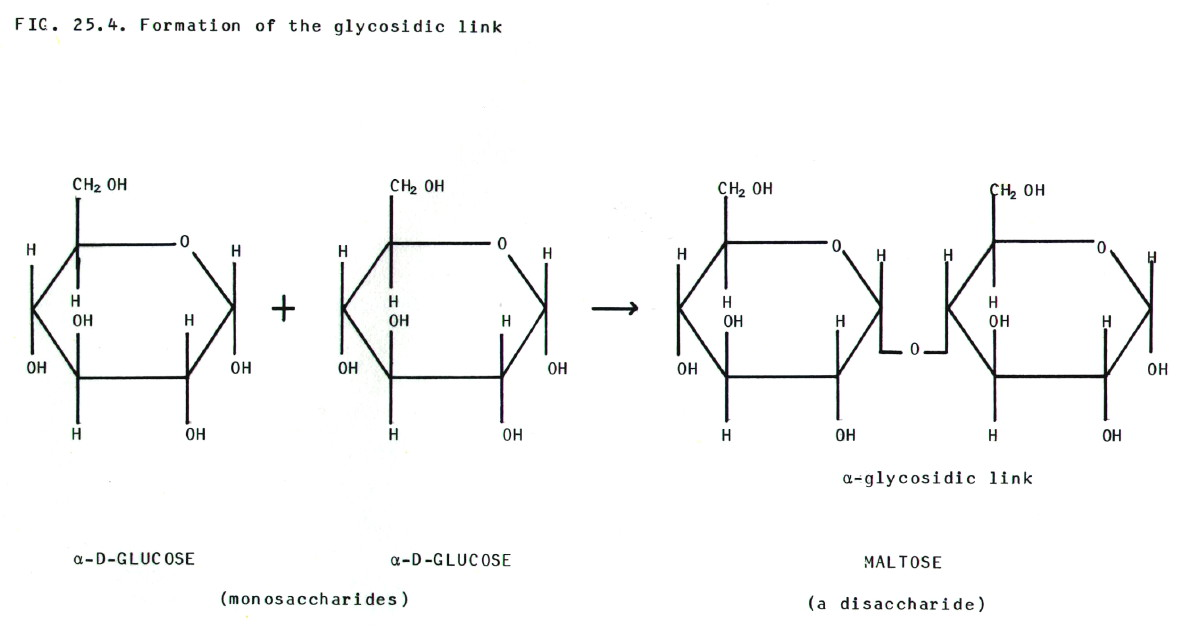 FIG. 25.4. Formation of the glycosidic link
CH₂ OH CH₂ OH CH₂ OH CH₂ OH
H O H H O H H O H H O H
+ →
H H H H
OH H OH H OH H OH H
O
OH OH OH OH OH OH
H OH H OH H OH H OH
α-glycosidic link
α-D-GLUCOSE α-D-GLUCOSE MALTOSE
(monosaccharides) (a disaccharide)